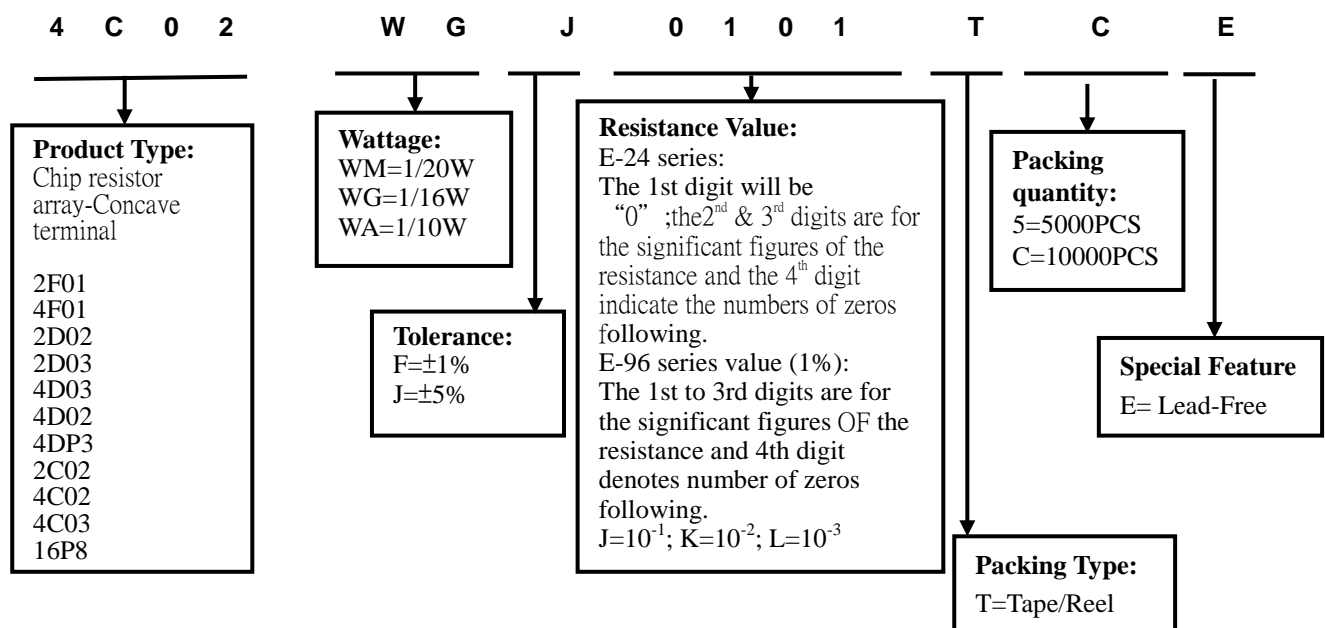 4 C 0 2 W G J 0 1 0 1 T C E
Product Type:
Chip resistor
array-Concave
terminal
2F01
4F01
2D02
2D03
4D03
4D02
4DP3
2C02
4C02
4C03
16P8
Wattage:
WM=1/20W
WG=1/16W
WA=1/10W
Tolerance:
F=±1%
J=±5%
Resistance Value:
E-24 series:
The 1st digit will be
“0” ;the2nd & 3rd digits are for
the significant figures of the
resistance and the 4th digit
indicate the numbers of zeros
following.
E-96 series value (1%):
The 1st to 3rd digits are for
the significant figures OF the
resistance and 4th digit
denotes number of zeros
following.
J=10-1; K=10-2; L=10-3
Packing
quantity:
5=5000PCS
C=10000PCS
Special Feature
E= Lead-Free
Packing Type:
T=Tape/Reel